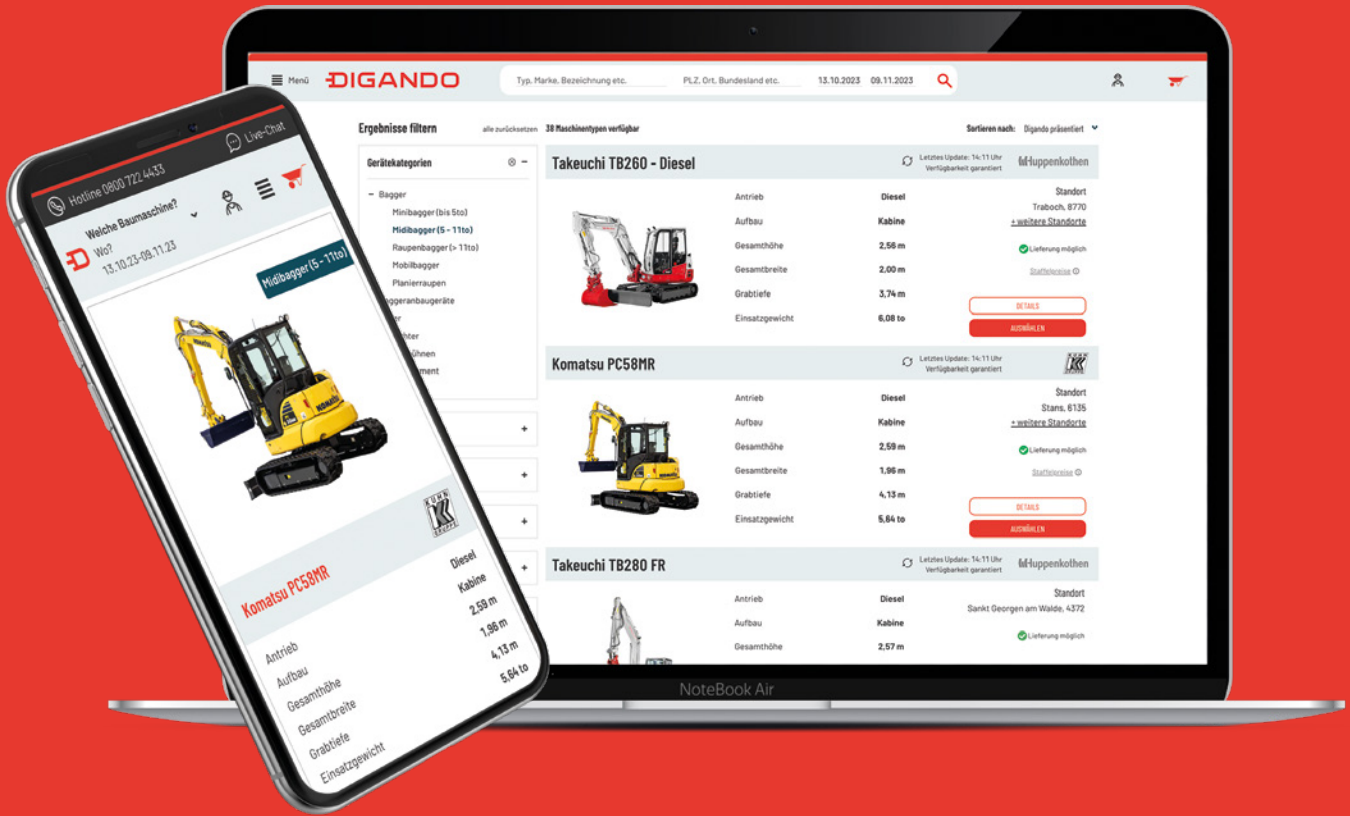 Menü
DIGANDO
Typ, Marke, Bezeichnung etc.
PLZ, Ort, Bundesland etc.
13.10.2023 09.11.2023
Ergebnisse filtern
alle zurücksetzen
38 Maschinentypen verfügbar
Sortieren nach: Digando präsentiert
Gerätekategorien
Bagger
Minibagger (bis 5to)
Midibagger (5 - 11to)
Raupenbagger (> 11to)
Mobilbagger
Planierraupen
Takeuchi TB260 - Diesel
Letztes Update: 14:11 Uhr
Verfügbarkeit garantiert
Huppenkothen
Antrieb Diesel
Aufbau Kabine
Gesamthöhe 2,56 m
Gesamtbreite 2,00 m
Grabtiefe 3,74 m
Einsatzgewicht 6,08 to
Standort
Traboch, 8770
+ weitere Standorte
Lieferung möglich
Staffelpreise
DETAILS
AUSWÄHLEN
Komatsu PC58MR
Letztes Update: 14:11 Uhr
Verfügbarkeit garantiert
KUHN
GRUPPE
Antrieb Diesel
Aufbau Kabine
Gesamthöhe 2,59 m
Gesamtbreite 1,96 m
Grabtiefe 4,13 m
Einsatzgewicht 5,64 to
Standort
Stans, 6135
+ weitere Standorte
Lieferung möglich
Staffelpreise
DETAILS
AUSWÄHLEN
Takeuchi TB280 FR
Letztes Update: 14:11 Uhr
Verfügbarkeit garantiert
Huppenkothen
Antrieb Diesel
Aufbau Kabine
Gesamthöhe 2,57 m
Standort
Sankt Georgen am Walde, 4372
Lieferung möglich
NoteBook Air
Hotline 0800 722 4433
Live-Chat
Welche Baumaschine?
Wo?
13.10.23-09.11.23
Midibagger (5 - 11to)
KOMATSU
KUHN
GRUPPE
Komatsu PC58MR
Antrieb Diesel
Aufbau Kabine
Gesamthöhe 2,59 m
Gesamtbreite 1,96 m
Grabtiefe 4,13 m
Einsatzgewicht 5,64 to